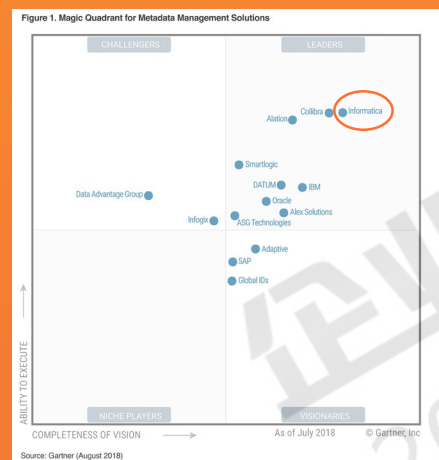 Figure 1. Magic Quadrant for Metadata Management Solutions
CHALLENGERS
LEADERS
Collibra
Informatica
Alation
Smartlogic
DATUM
IBM
Data Advantage Group
Oracle
Alex Solutions
Infogix
ASG Technologies
Adaptive
SAP
Global IDs
ABILITY TO EXECUTE
NICHE PLAYERS
VISIONARIES
COMPLETENESS OF VISION
As of July 2018
© Gartner, Inc
Source: Gartner (August 2018)
企